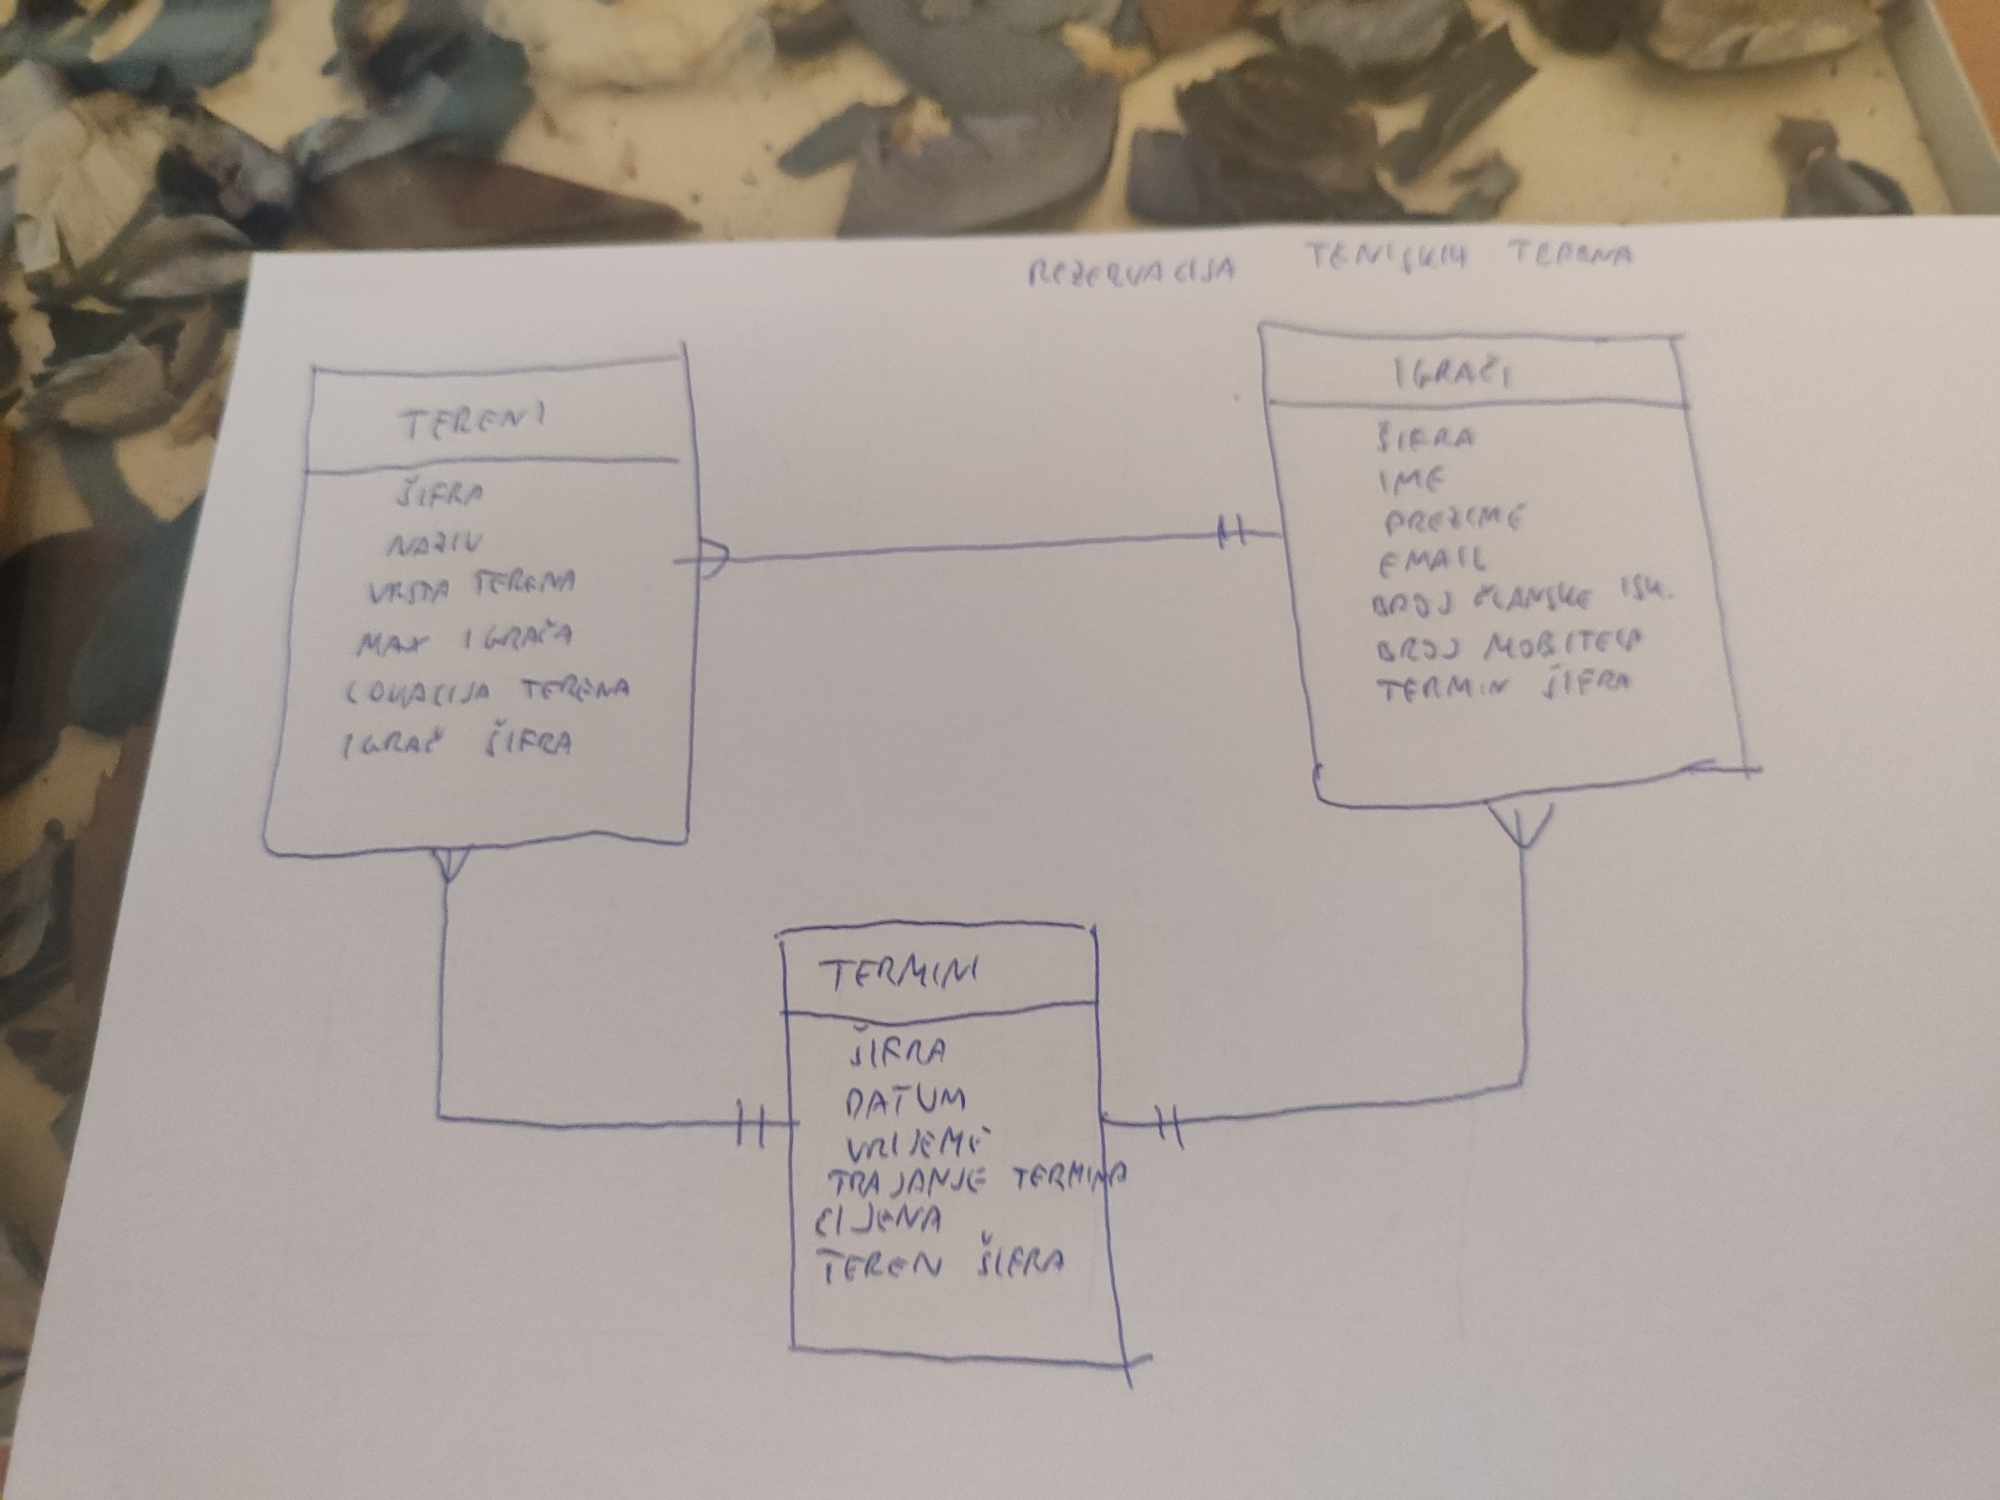 REZERVACIJA TENISKIH TERENA
TERENI
ŠIFRA
NAZIV
VRSTA TERENA
MAX IGRAČA
LOKACIJA TERENA
IGRAČ ŠIFRA
IGRAČI
ŠIFRA
IME
PREZIME
EMAIL
BROJ ČLANSKE ISK.
BROJ MOBITELA
TERMIN ŠIFRA
TERMINI
ŠIFRA
DATUM
VRIJEME
TRAJANJE TERMINA
CIJENA
TEREN ŠIFRA